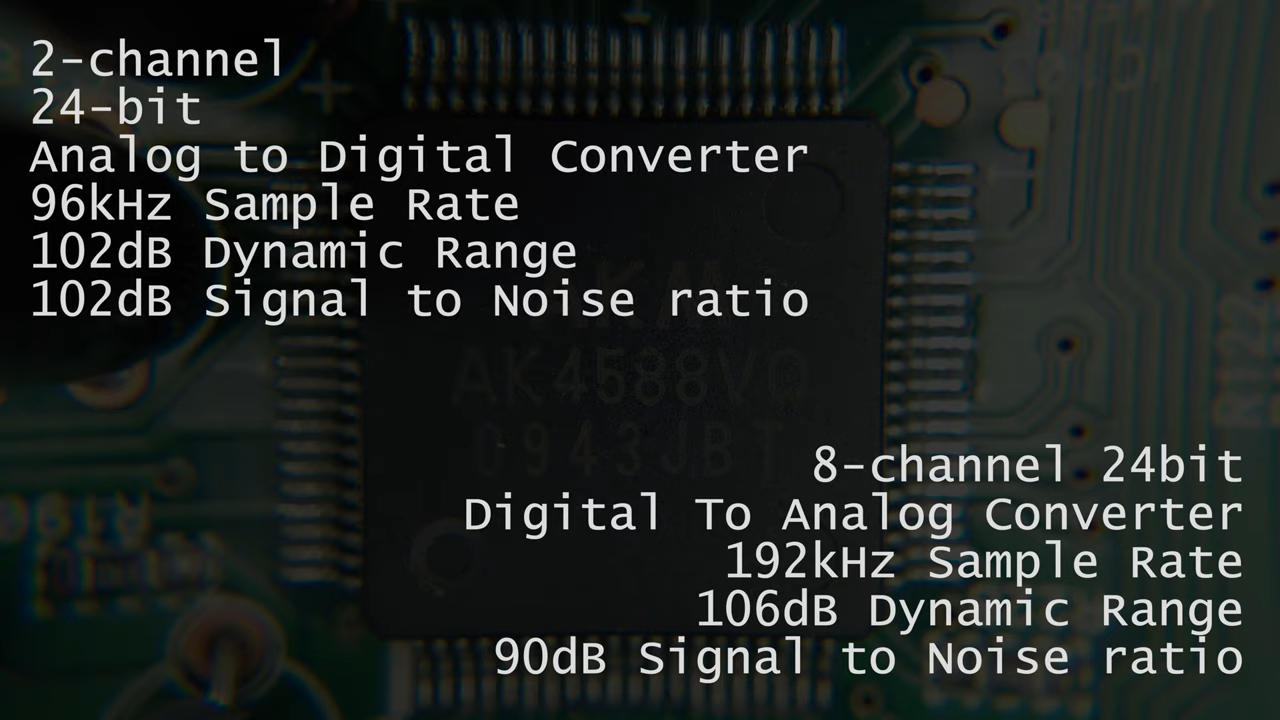 2-channel
24-bit
Analog to Digital Converter
96kHz Sample Rate
102dB Dynamic Range
102dB Signal to Noise ratio
AKM
AK4588VQ
0943JBT
8-channel 24bit
Digital To Analog Converter
192kHz Sample Rate
106dB Dynamic Range
90dB Signal to Noise ratio